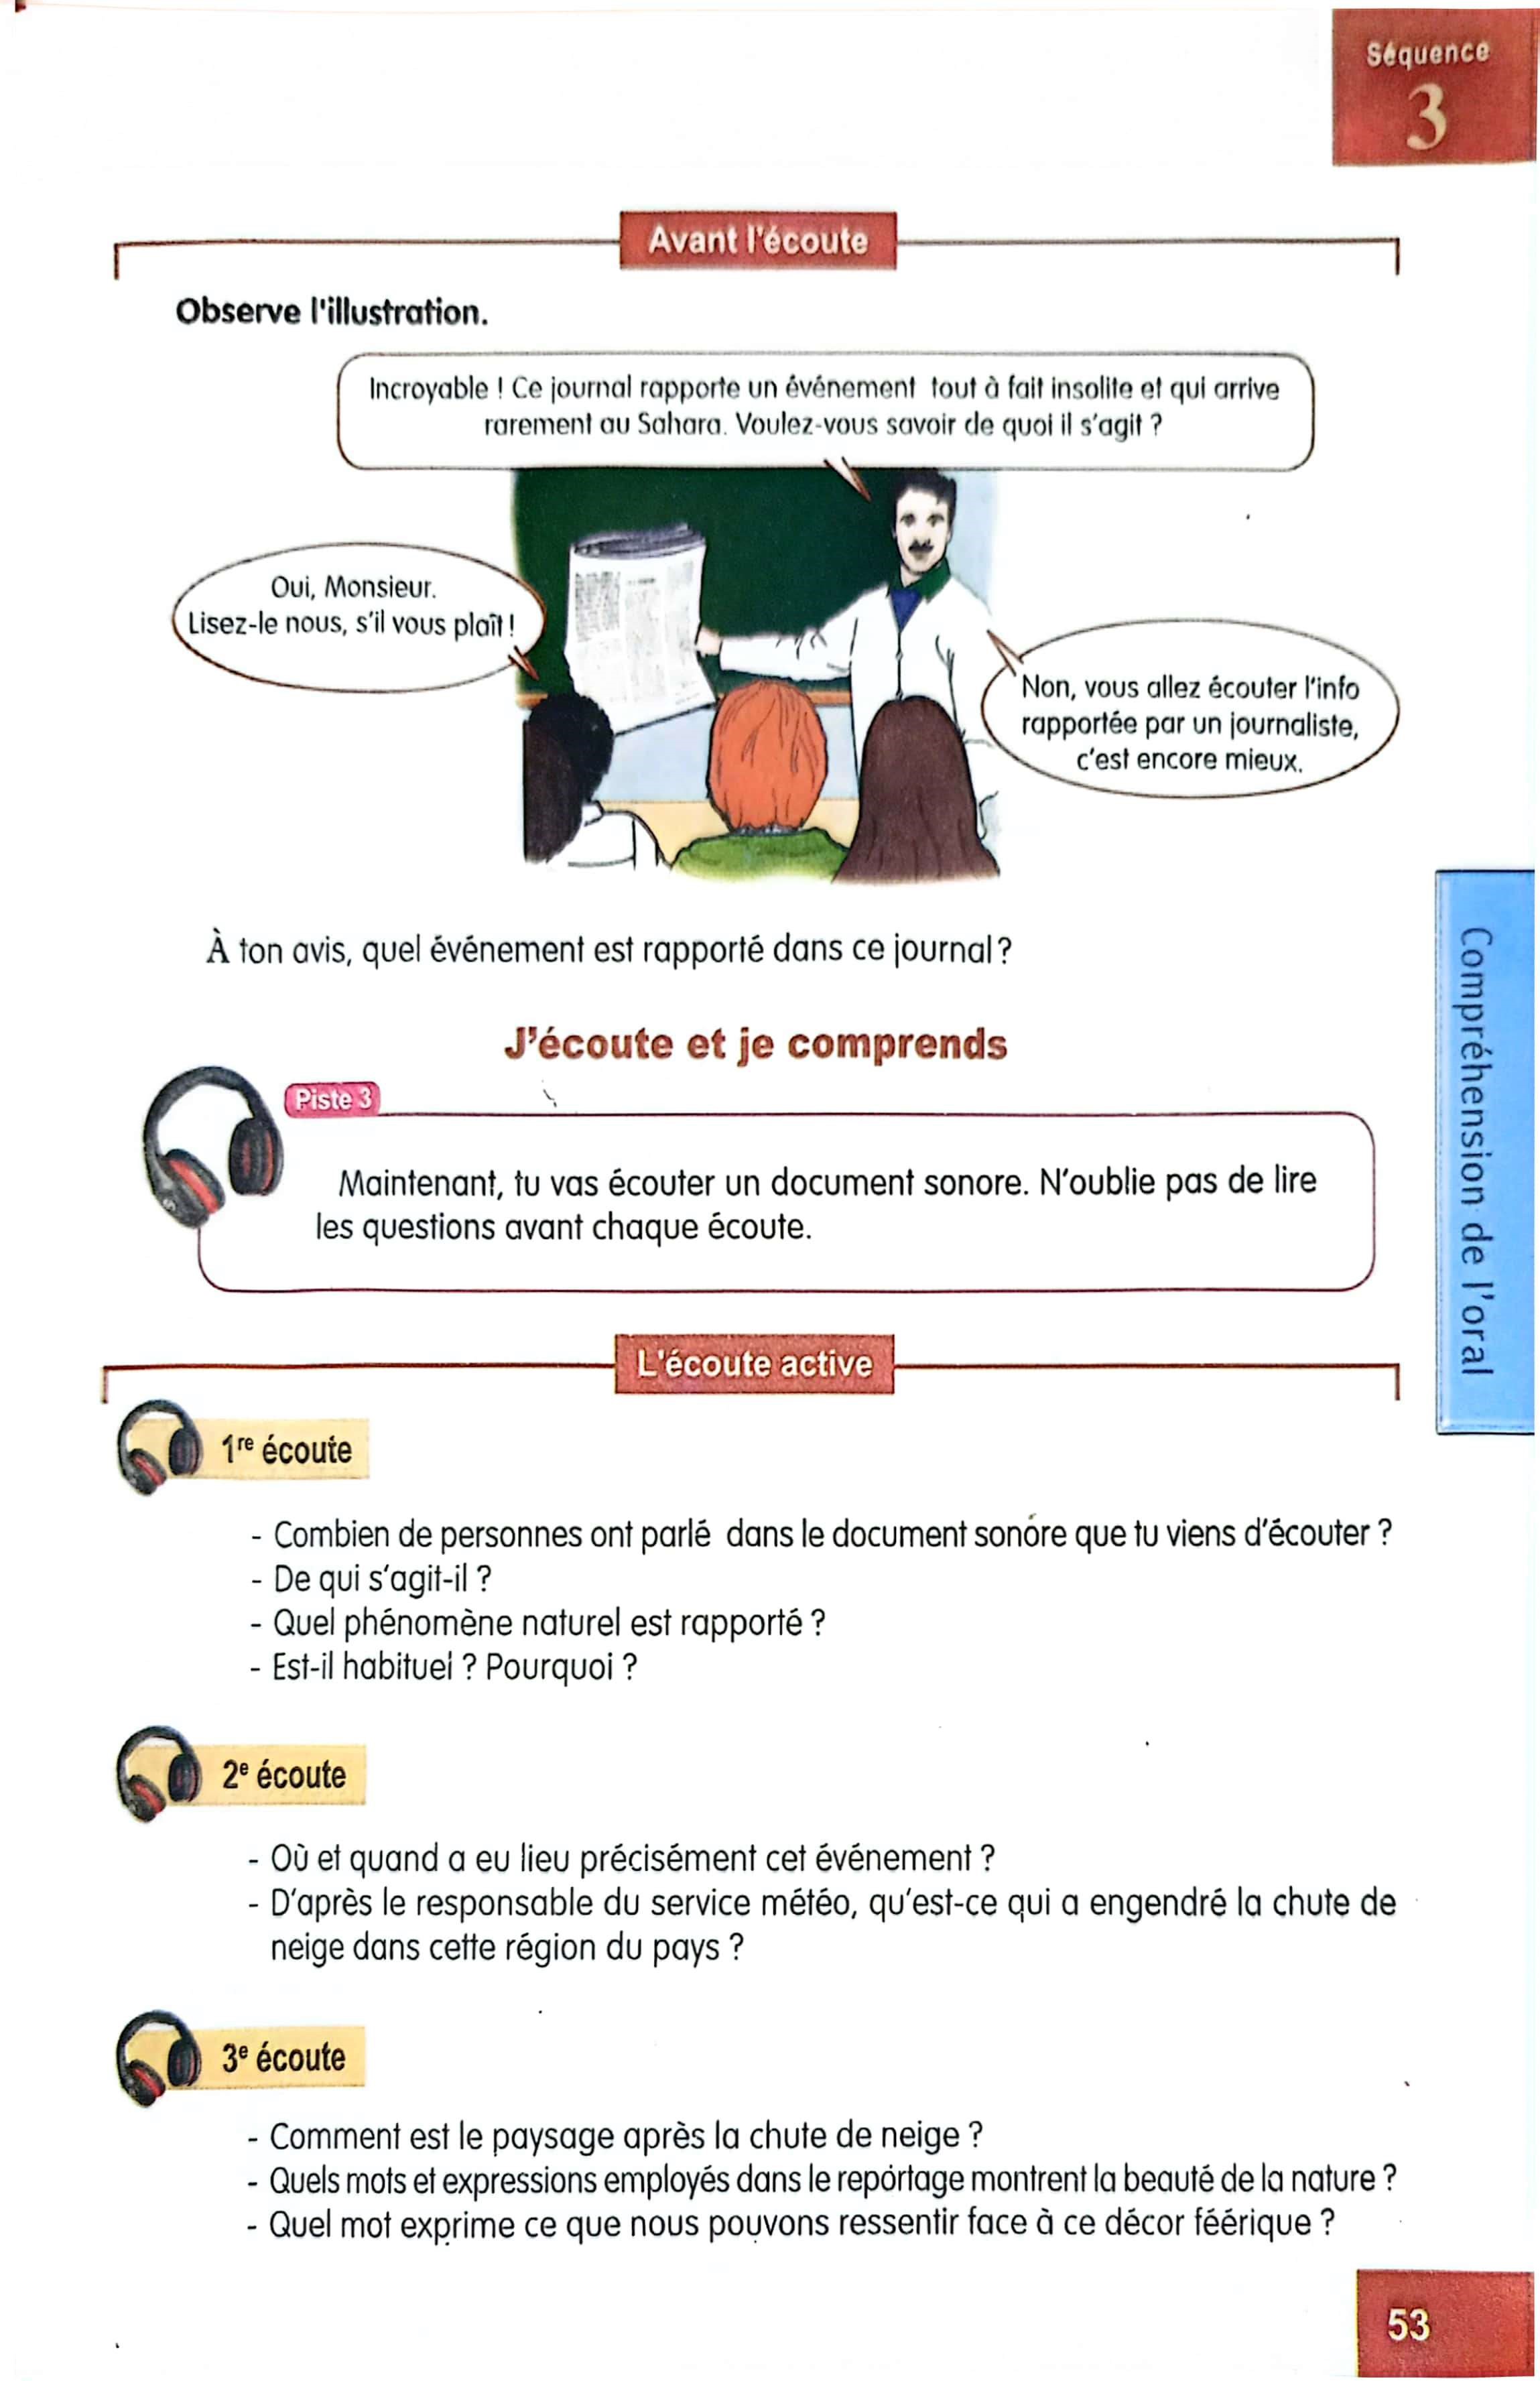 Séquence
3
Avant l'écoute
Observe l'illustration.
Incroyable ! Ce journal rapporte un événement tout à fait insolite et qui arrive
rarement au Sahara. Voulez-vous savoir de quoi il s'agit ?
Oui, Monsieur.
Lisez-le nous, s'il vous plaît !
Non, vous allez écouter l'info
rapportée par un journaliste,
c'est encore mieux.
À ton avis, quel événement est rapporté dans ce journal ?
J'écoute et je comprends
Piste 3
Maintenant, tu vas écouter un document sonore. N'oublie pas de lire
les questions avant chaque écoute.
Compréhension de l'oral
L'écoute active
1re écoute
- Combien de personnes ont parlé dans le document sonore que tu viens d'écouter ?
- De qui s'agit-il ?
- Quel phénomène naturel est rapporté ?
- Est-il habituel ? Pourquoi ?
2e écoute
- Où et quand a eu lieu précisément cet événement ?
- D'après le responsable du service météo, qu'est-ce qui a engendré la chute de
neige dans cette région du pays ?
3e écoute
- Comment est le paysage après la chute de neige ?
- Quels mots et expressions employés dans le reportage montrent la beauté de la nature ?
- Quel mot exprime ce que nous pouvons ressentir face à ce décor féérique ?
53